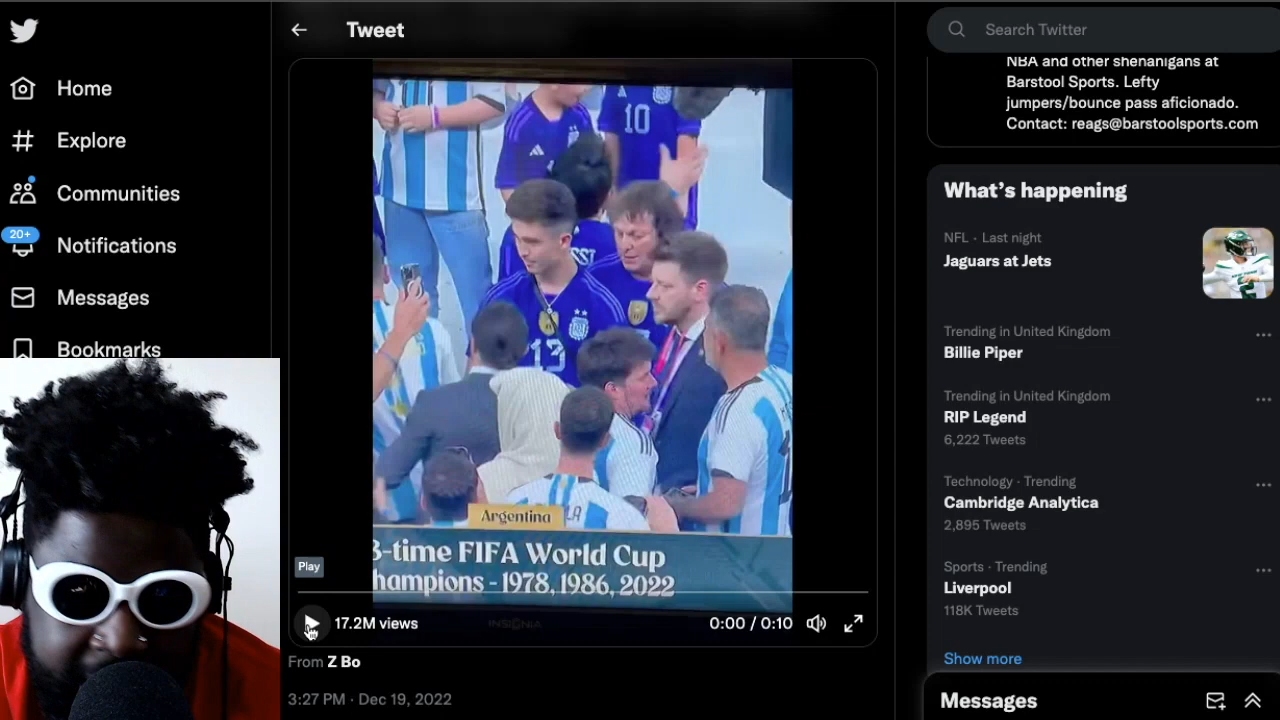 Home
Explore
Communities
20+
Notifications
Messages
Bookmarks
Tweet
10
13
Argentina
3-time FIFA World Cup
hampions - 1978, 1986, 2022
Play
17.2M views
INSIGNIA
0:00 / 0:10
From Z Bo
3:27 PM · Dec 19, 2022
Search Twitter
NBA and other shenanigans at
Barstool Sports. Lefty
jumpers/bounce pass aficionado.
Contact: reags@barstoolsports.com
What's happening
NFL · Last night
Jaguars at Jets
Trending in United Kingdom
Billie Piper
Trending in United Kingdom
RIP Legend
6,222 Tweets
Technology · Trending
Cambridge Analytica
2,895 Tweets
Sports · Trending
Liverpool
118K Tweets
Show more
Messages